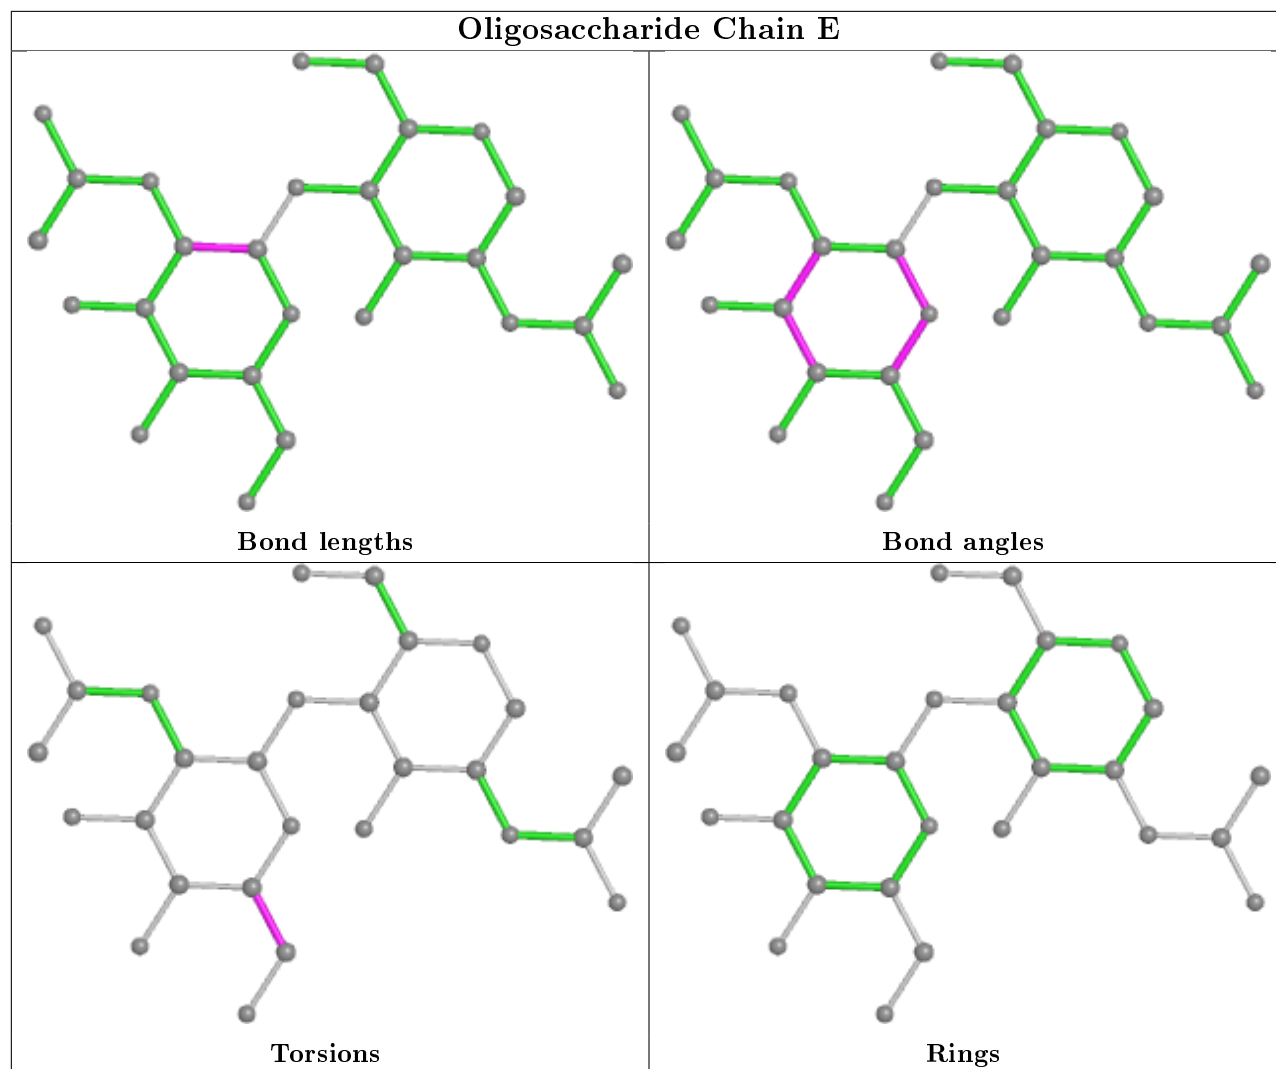 Oligosaccharide Chain E
Bond lengths
Bond angles
Torsions
Rings